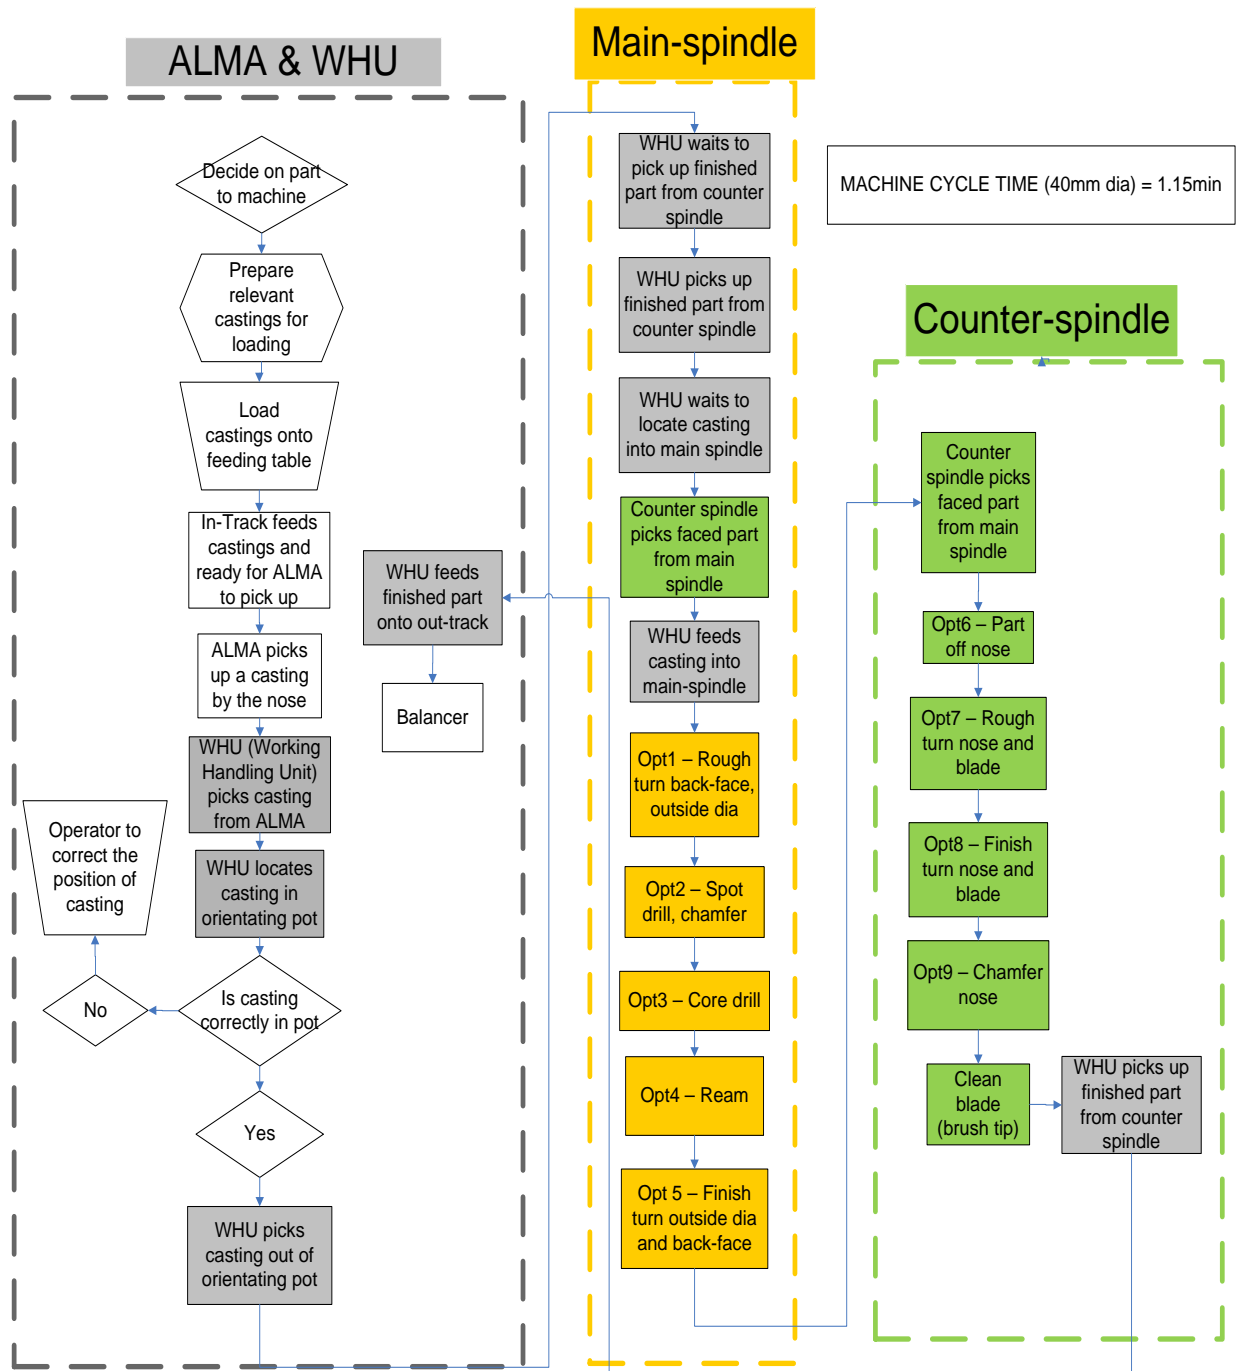 ALMA & WHU
Decide on part
to machine
Prepare
relevant
castings for
loading
Load
castings onto
feeding table
In-Track feeds
castings and
ready for ALMA
to pick up
ALMA picks
up a casting
by the nose
WHU (Working
Handling Unit)
picks casting
from ALMA
WHU locates
casting in
orientating pot
Is casting
correctly in pot
No
Operator to
correct the
position of
casting
Yes
WHU picks
casting out of
orientating pot
WHU feeds
finished part
onto out-track
Balancer
Main-spindle
WHU waits to
pick up finished
part from counter
spindle
WHU picks up
finished part from
counter spindle
WHU waits to
locate casting
into main spindle
Counter spindle
picks faced part
from main
spindle
WHU feeds
casting into
main-spindle
Opt1 – Rough
turn back-face,
outside dia
Opt2 – Spot
drill, chamfer
Opt3 – Core drill
Opt4 – Ream
Opt 5 – Finish
turn outside dia
and back-face
MACHINE CYCLE TIME (40mm dia) = 1.15min
Counter-spindle
Counter
spindle picks
faced part
from main
spindle
Opt6 – Part
off nose
Opt7 – Rough
turn nose and
blade
Opt8 – Finish
turn nose and
blade
Opt9 – Chamfer
nose
Clean
blade
(brush tip)
WHU picks up
finished part
from counter
spindle